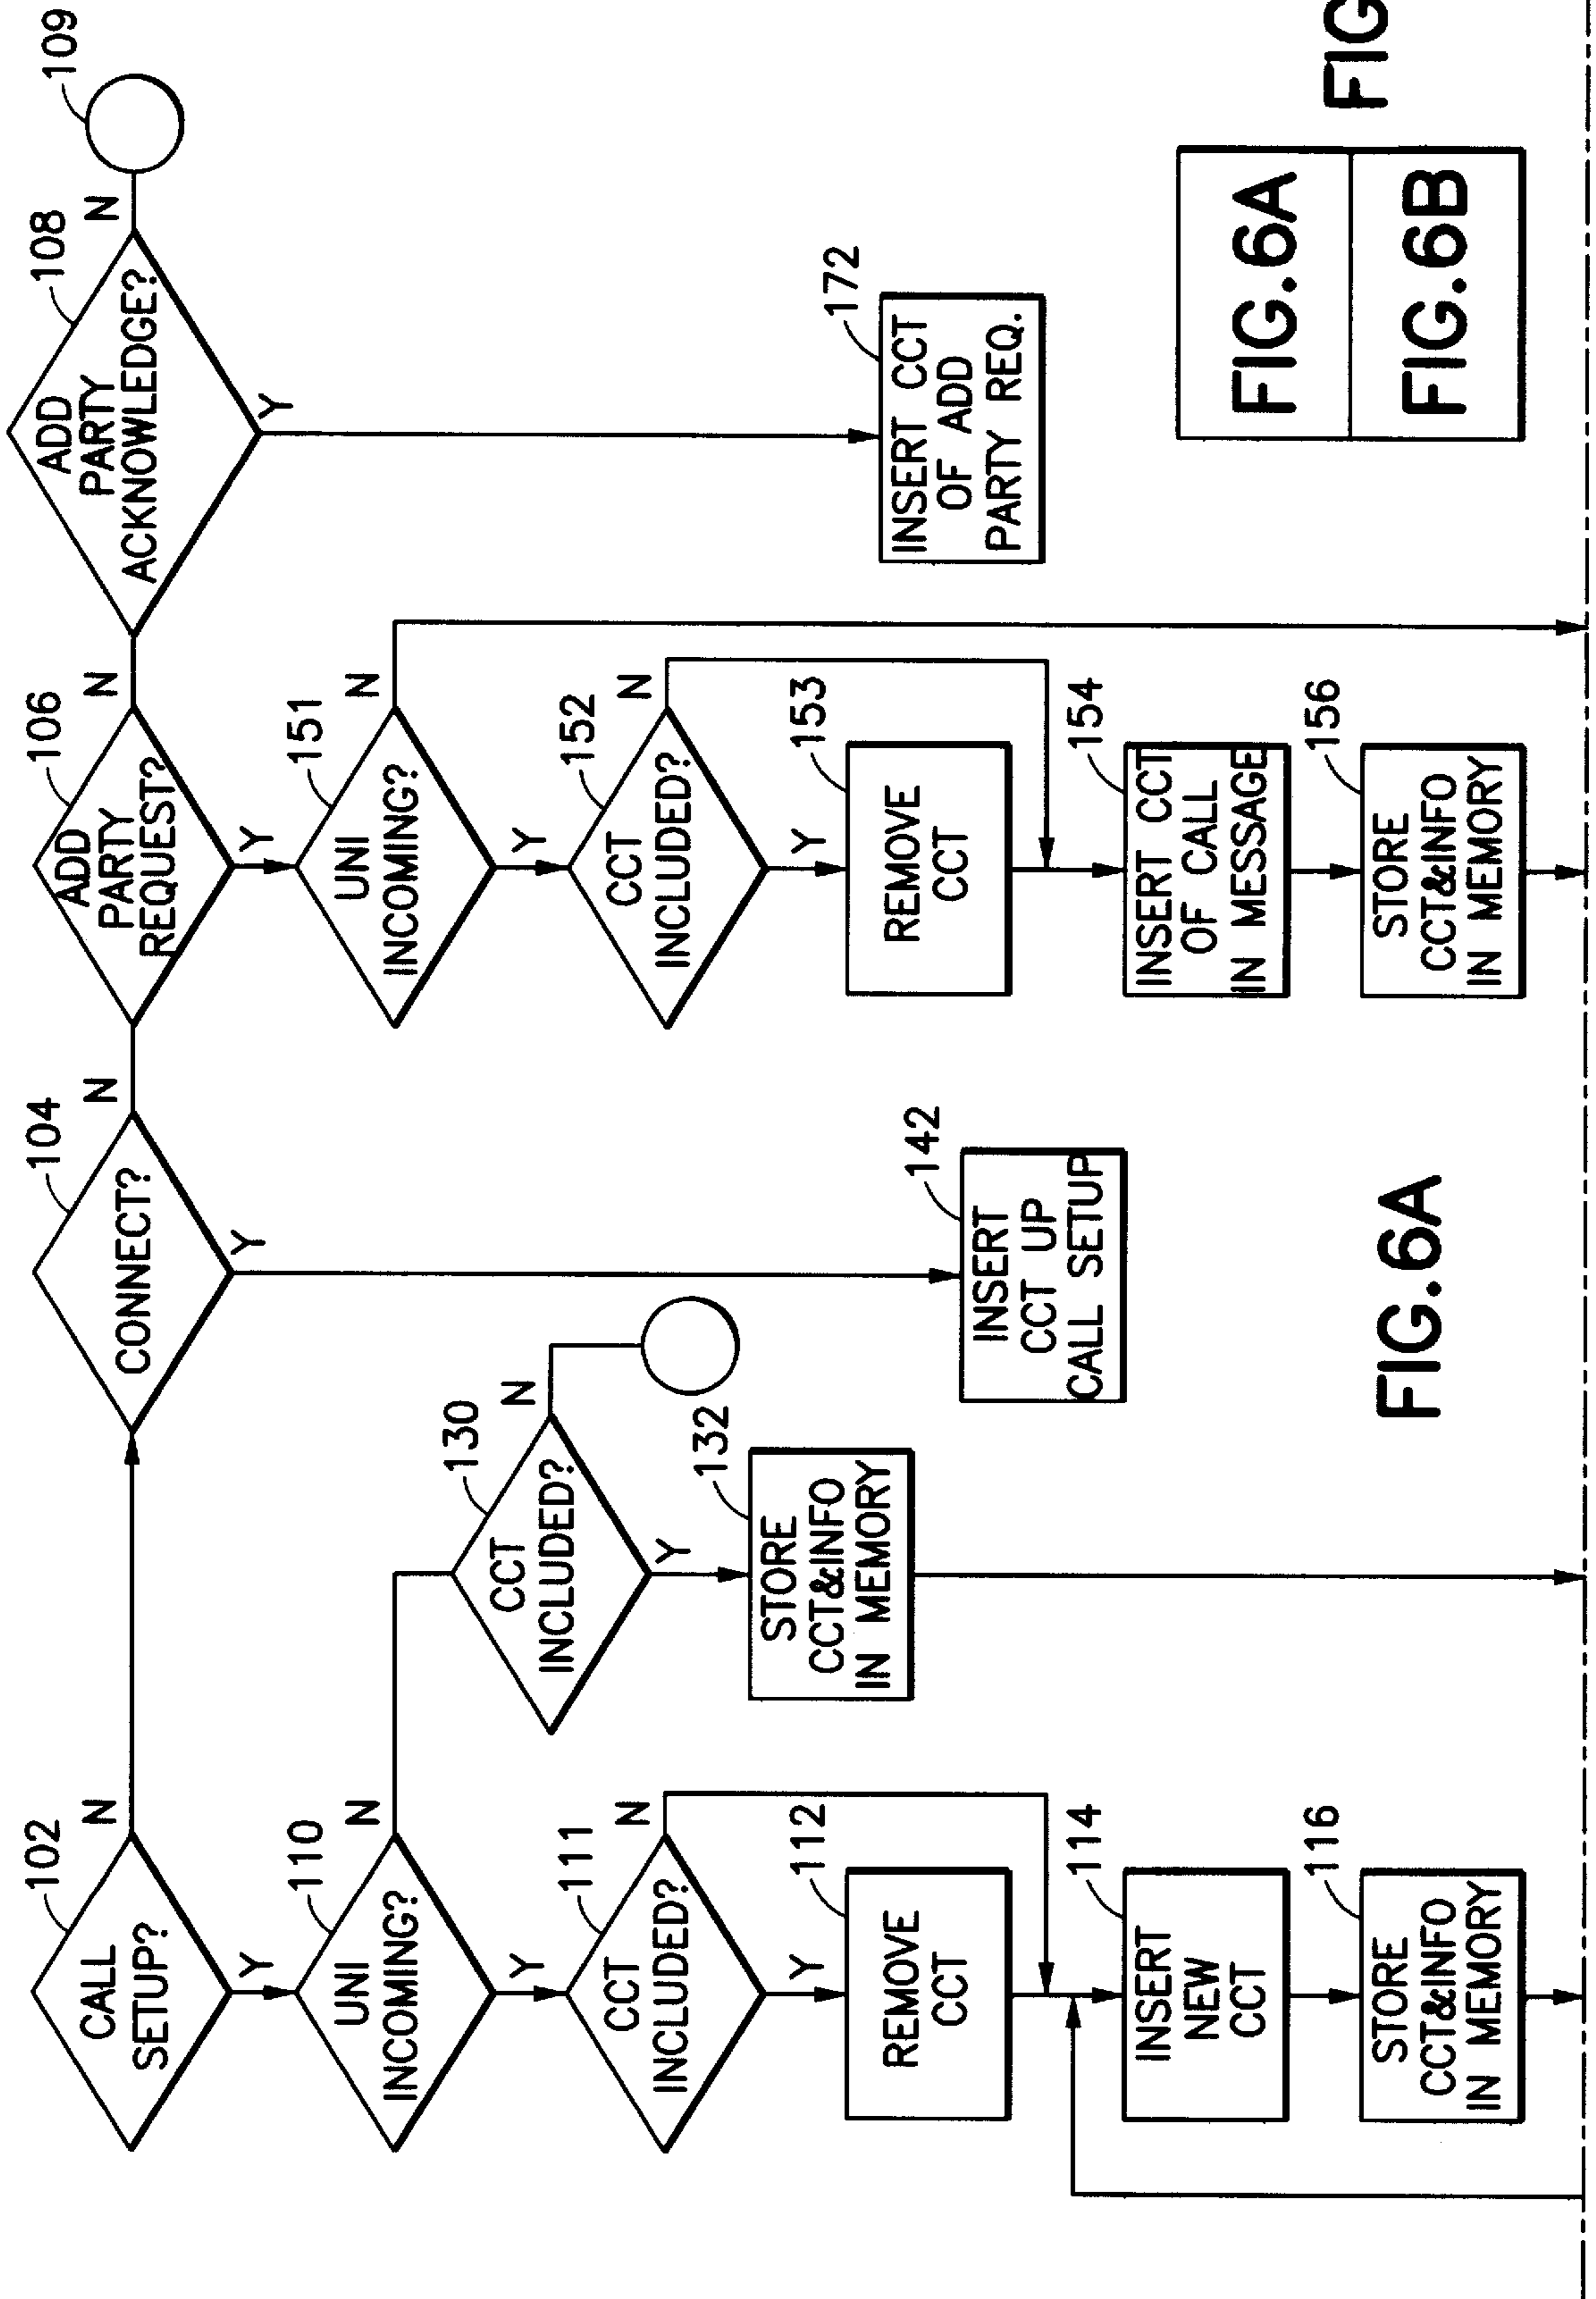 102
CALL
SETUP?
N
Y
104
CONNECT?
N
Y
106
ADD
PARTY
REQUEST?
N
Y
108
ADD
PARTY
ACKNOWLEDGE?
N
Y
109
110
UNI
INCOMING?
N
Y
111
CCT
INCLUDED?
N
Y
112
REMOVE
CCT
114
INSERT
NEW
CCT
116
STORE
CCT&INFO
IN MEMORY
130
CCT
INCLUDED?
N
Y
132
STORE
CCT&INFO
IN MEMORY
142
INSERT
CCT UP
CALL SETUP
151
UNI
INCOMING?
N
Y
152
CCT
INCLUDED?
N
Y
153
REMOVE
CCT
154
INSERT CCT
OF CALL
IN MESSAGE
156
STORE
CCT&INFO
IN MEMORY
172
INSERT CCT
OF ADD
PARTY REQ.
FIG.6A
FIG.6A
FIG.6B
FIG